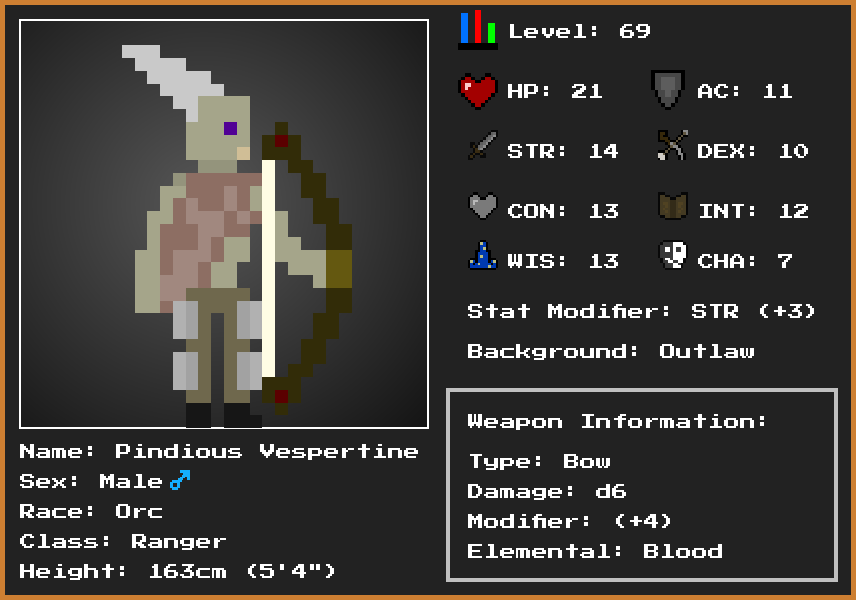 Level: 69
HP: 21
AC: 11
STR: 14
DEX: 10
CON: 13
INT: 12
WIS: 13
CHA: 7
Stat Modifier: STR (+3)
Background: Outlaw
Weapon Information:
Type: Bow
Damage: d6
Modifier: (+4)
Elemental: Blood
Name: Pindious Vespertine
Sex: Male ♂
Race: Orc
Class: Ranger
Height: 163cm (5'4")